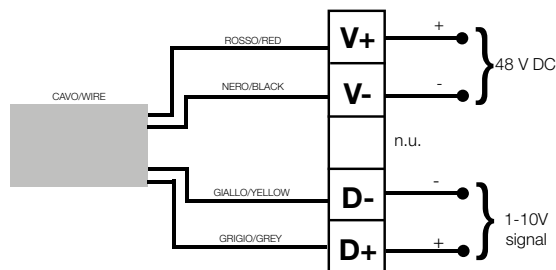 ROSSO/RED
V+
+
48 V DC
CAVO/WIRE
NERO/BLACK
V-
-
n.u.
GIALLO/YELLOW
D-
-
1-10V
signal
GRIGIO/GREY
D+
+